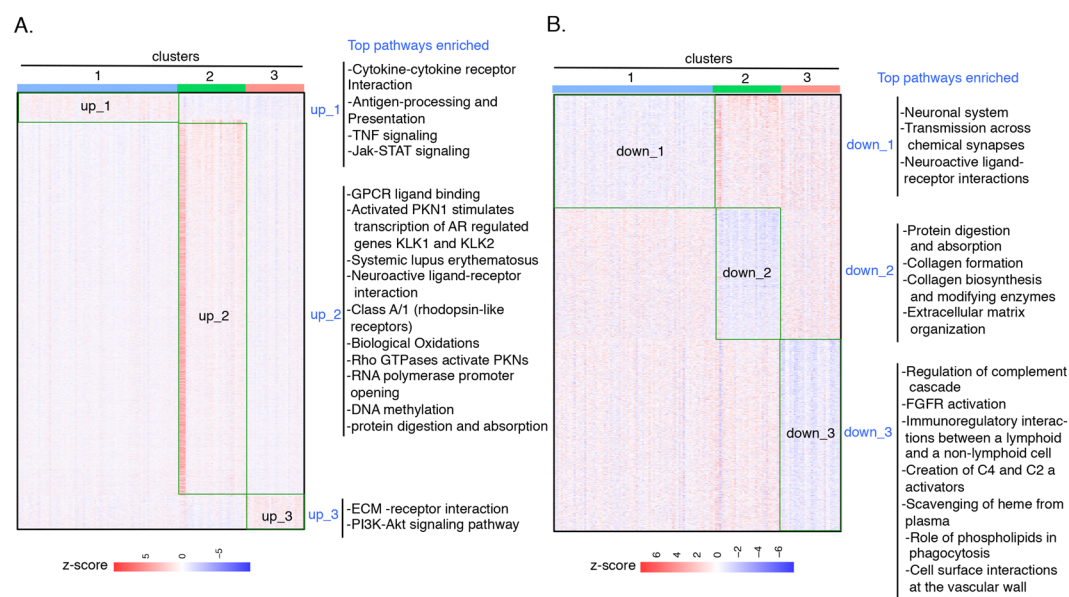 A.
clusters
1 2 3
Top pathways enriched
up_1
up_1
-Cytokine-cytokine receptor
Interaction
-Antigen-processing and
Presentation
-TNF signaling
-Jak-STAT signaling
up_2
up_2
-GPCR ligand binding
-Activated PKN1 stimulates
transcription of AR regulated
genes KLK1 and KLK2
-Systemic lupus erythematosus
-Neuroactive ligand-receptor
interaction
-Class A/1 (rhodopsin-like
receptors)
-Biological Oxidations
-Rho GTPases activate PKNs
-RNA polymerase promoter
opening
-DNA methylation
-protein digestion and absorption
up_3
up_3
-ECM -receptor interaction
-PI3K-Akt signaling pathway
z-score
5 0 −5
B.
clusters
1 2 3
Top pathways enriched
down_1
down_1
-Neuronal system
-Transmission across
chemical synapses
-Neuroactive ligand-
receptor interactions
down_2
down_2
-Protein digestion
and absorption
-Collagen formation
-Collagen biosynthesis
and modifying enzymes
-Extracellular matrix
organization
down_3
down_3
-Regulation of complement
cascade
-FGFR activation
-Immunoregulatory interac-
tions between a lymphoid
and a non-lymphoid cell
-Creation of C4 and C2 a
activators
-Scavenging of heme from
plasma
-Role of phospholipids in
phagocytosis
-Cell surface interactions
at the vascular wall
z-score
6 4 2 0 −2 −4 −6